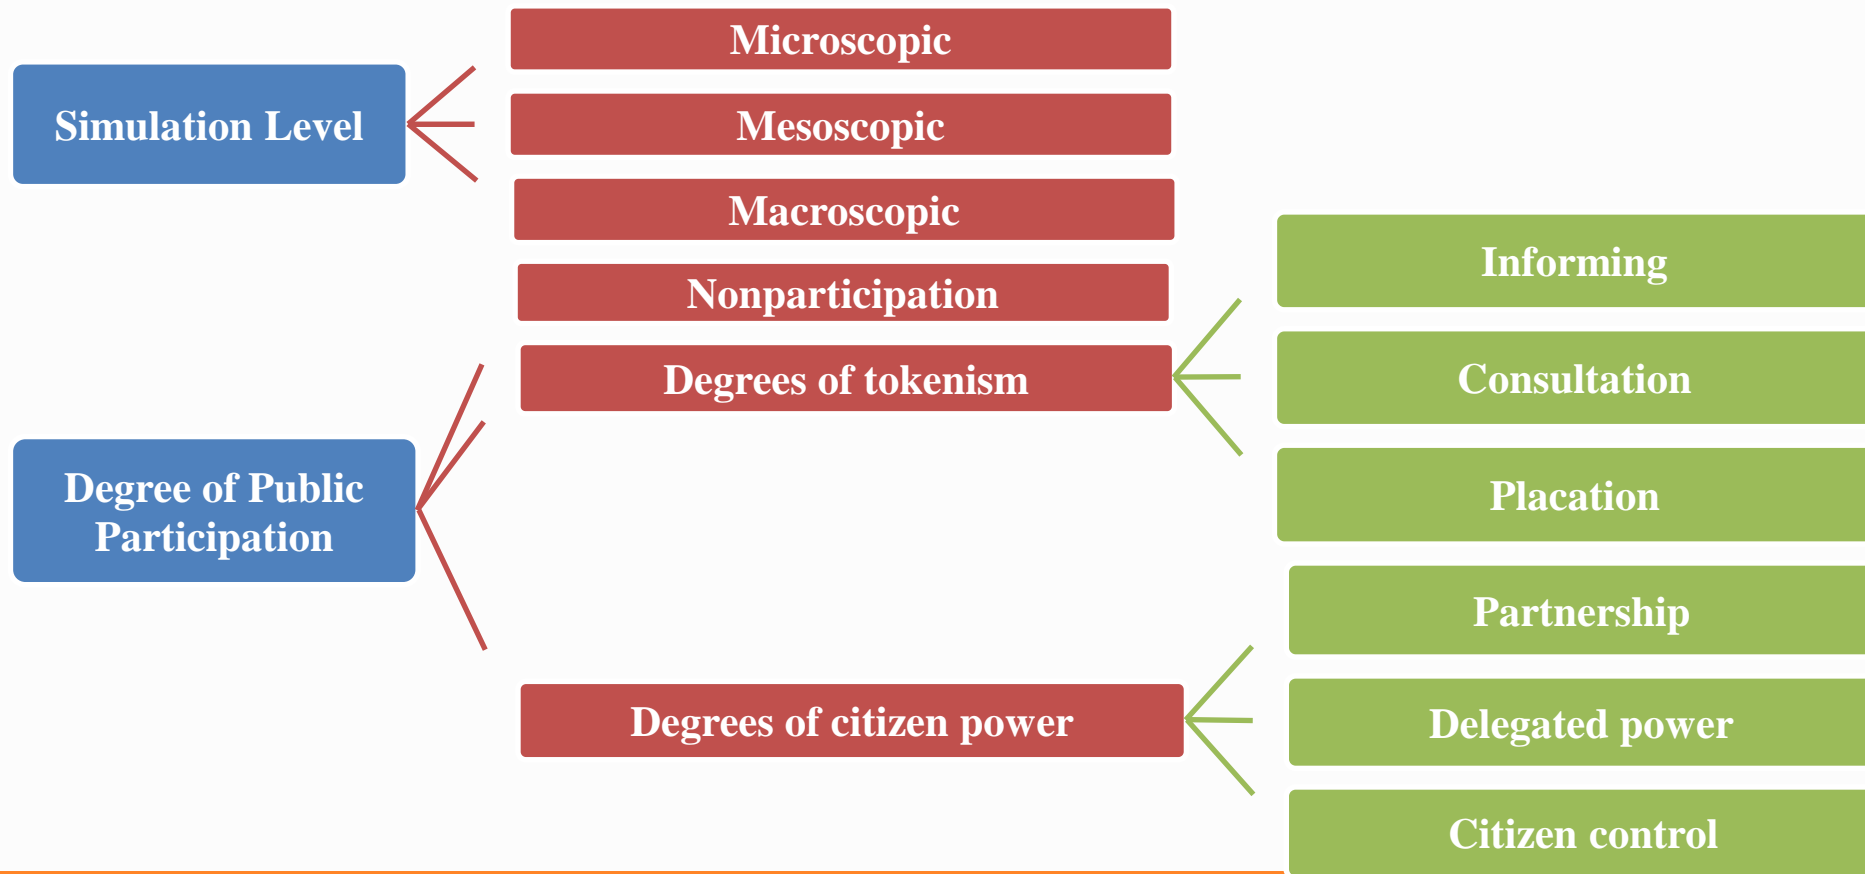 Simulation Level
Microscopic
Mesoscopic
Macroscopic
Degree of Public
Participation
Nonparticipation
Degrees of tokenism
Informing
Consultation
Placation
Degrees of citizen power
Partnership
Delegated power
Citizen control